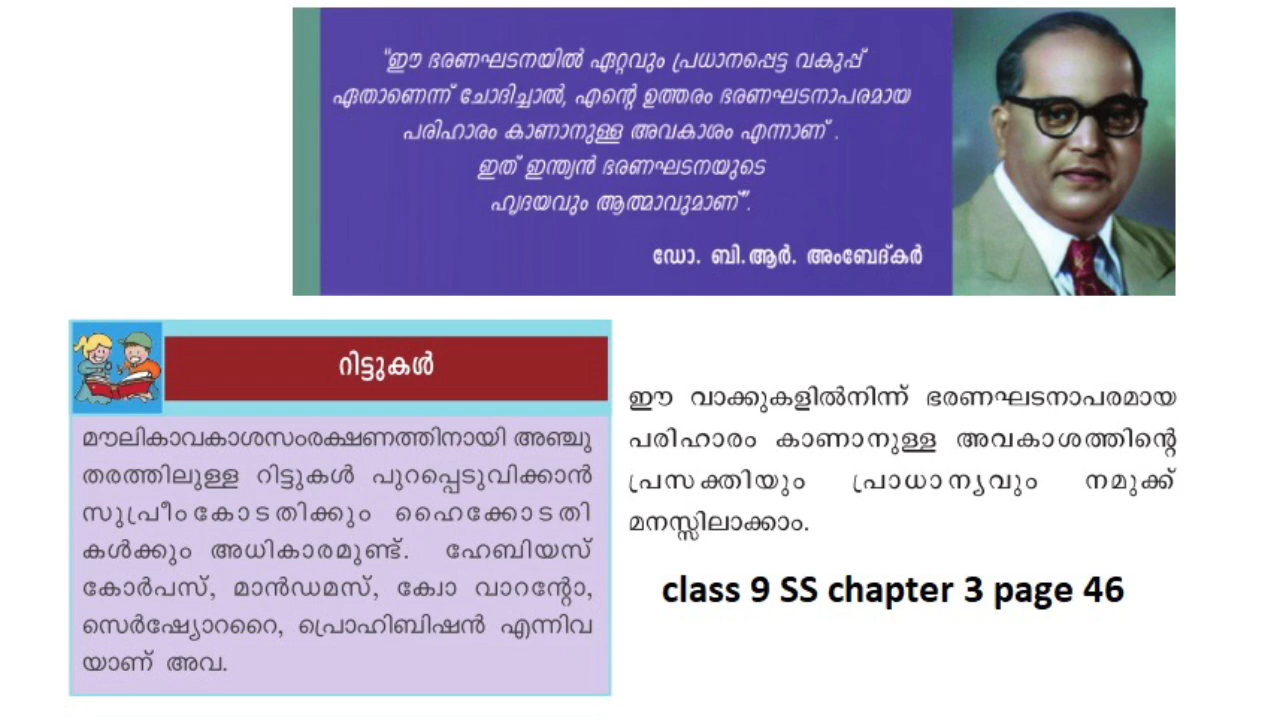 "ഈ ഭരണഘടനയിൽ ഏറ്റവും പ്രധാനപ്പെട്ട വകുപ്പ്
ഏതാണെന്ന് ചോദിച്ചാൽ, എന്റെ ഉത്തരം ഭരണഘടനാപരമായ
പരിഹാരം കാണാനുള്ള അവകാശം എന്നാണ് .
ഇത് ഇന്ത്യൻ ഭരണഘടനയുടെ
ഹൃദയവും ആത്മാവുമാണ്".
ഡോ. ബി.ആർ. അംബേദ്കർ
റിട്ടുകൾ
മൗലികാവകാശസംരക്ഷണത്തിനായി അഞ്ചു
തരത്തിലുള്ള റിട്ടുകൾ പുറപ്പെടുവിക്കാൻ
സുപ്രീംകോടതിക്കും ഹൈക്കോടതി
കൾക്കും അധികാരമുണ്ട്. ഹേബിയസ്
കോർപസ്, മാൻഡമസ്, ക്വോ വാറന്റോ,
സെർഷ്യോററൈ, പ്രൊഹിബിഷൻ എന്നിവ
യാണ് അവ.
ഈ വാക്കുകളിൽനിന്ന് ഭരണഘടനാപരമായ
പരിഹാരം കാണാനുള്ള അവകാശത്തിന്റെ
പ്രസക്തിയും പ്രാധാന്യവും നമുക്ക്
മനസ്സിലാക്കാം.
class 9 SS chapter 3 page 46